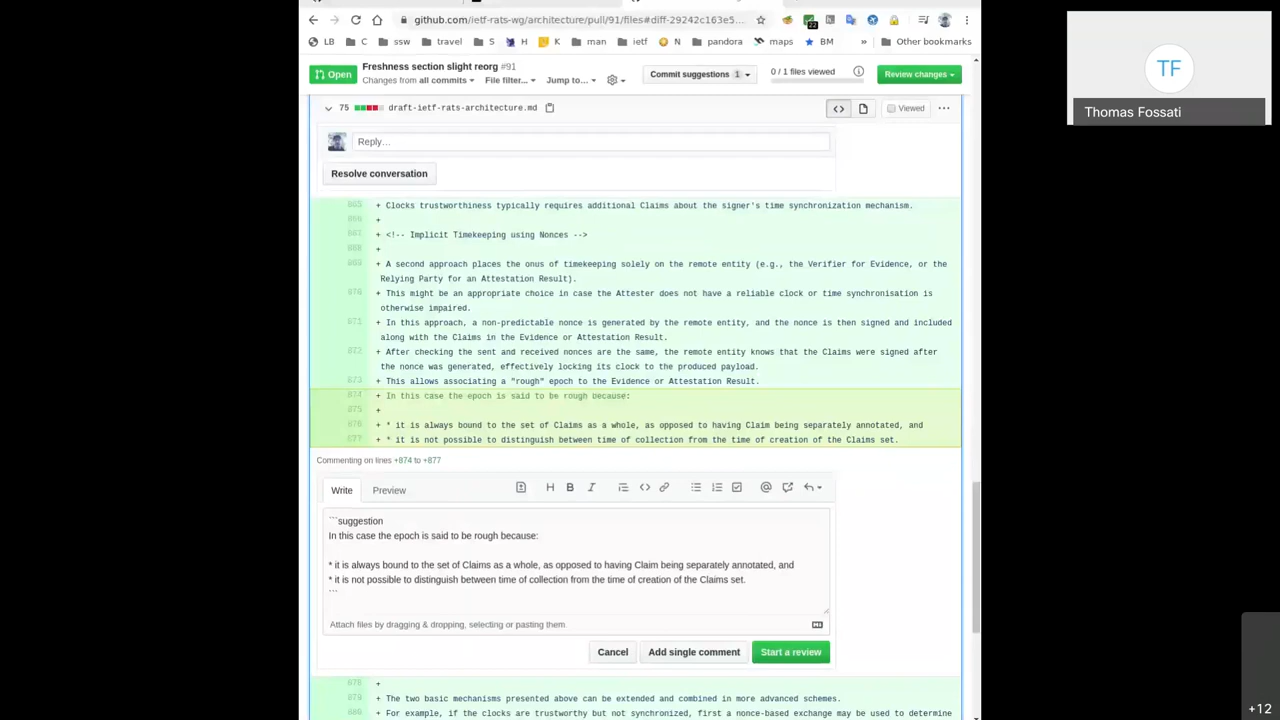 github.com/ietf-rats-wg/architecture/pull/91/files#diff-29242c163e5...
22
LB C ssw travel S H K man ietf N pandora maps BM » Other bookmarks
Open
Freshness section slight reorg #91
Changes from all commits File filter... Jump to...
Commit suggestions 1
0 / 1 files viewed
Review changes
75 draft-ietf-rats-architecture.md
Viewed
Reply...
Resolve conversation
865 + Clocks trustworthiness typically requires additional Claims about the signer's time synchronization mechanism.
866 +
867 + <!-- Implicit Timekeeping using Nonces -->
868 +
869 + A second approach places the onus of timekeeping solely on the remote entity (e.g., the Verifier for Evidence, or the
Relying Party for an Attestation Result).
870 + This might be an appropriate choice in case the Attester does not have a reliable clock or time synchronisation is
otherwise impaired.
871 + In this approach, a non-predictable nonce is generated by the remote entity, and the nonce is then signed and included
along with the Claims in the Evidence or Attestation Result.
872 + After checking the sent and received nonces are the same, the remote entity knows that the Claims were signed after
the nonce was generated, effectively locking its clock to the produced payload.
873 + This allows associating a "rough" epoch to the Evidence or Attestation Result.
874 + In this case the epoch is said to be rough because:
875 +
876 + * it is always bound to the set of Claims as a whole, as opposed to having Claim being separately annotated, and
877 + * it is not possible to distinguish between time of collection from the time of creation of the Claims set.
Commenting on lines +874 to +877
Write Preview
```suggestion
In this case the epoch is said to be rough because:
* it is always bound to the set of Claims as a whole, as opposed to having Claim being separately annotated, and
* it is not possible to distinguish between time of collection from the time of creation of the Claims set.
```
Attach files by dragging & dropping, selecting or pasting them.
Cancel Add single comment Start a review
878 +
879 + The two basic mechanisms presented above can be extended and combined in more advanced schemes.
880 + For example, if the clocks are trustworthy but not synchronized, first a nonce-based exchange may be used to determine
TF
Thomas Fossati
+12